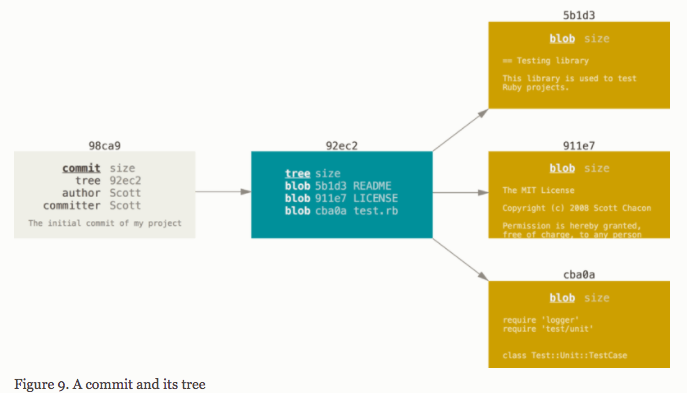 98ca9
commit size
tree 92ec2
author Scott
committer Scott
The initial commit of my project
92ec2
tree size
blob 5b1d3 README
blob 911e7 LICENSE
blob cba0a test.rb
5b1d3
blob size
== Testing library
This library is used to test
Ruby projects.
911e7
blob size
The MIT License
Copyright (c) 2008 Scott Chacon
Permission is hereby granted,
free of charge, to any person
cba0a
blob size
require 'logger'
require 'test/unit'
class Test::Unit::TestCase
Figure 9. A commit and its tree